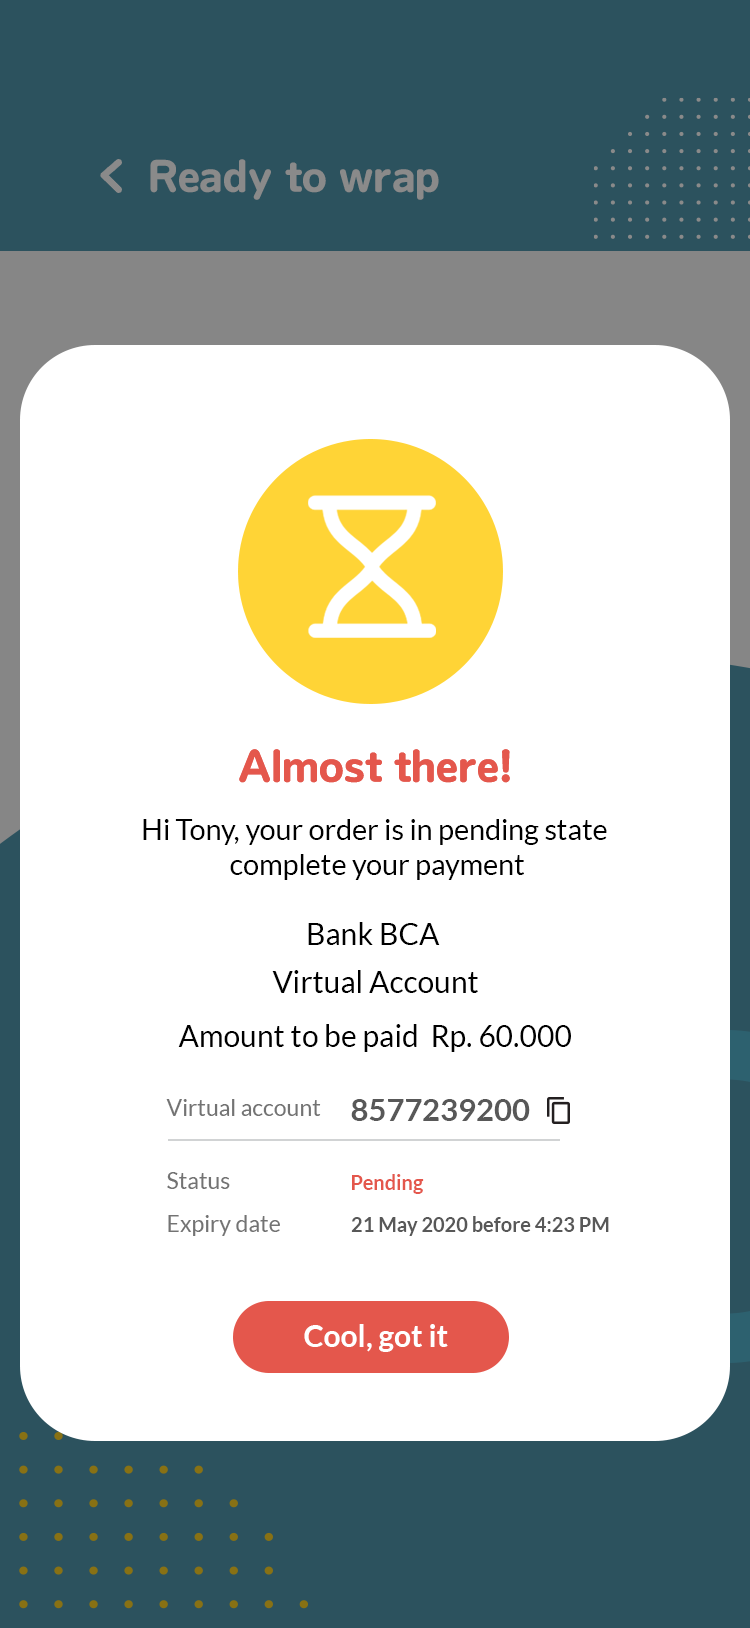 Ready to wrap
Almost there!
Hi Tony, your order is in pending state
complete your payment
Bank BCA
Virtual Account
Amount to be paid  Rp. 60.000
Virtual account 8577239200
Status Pending
Expiry date 21 May 2020 before 4:23 PM
Cool, got it